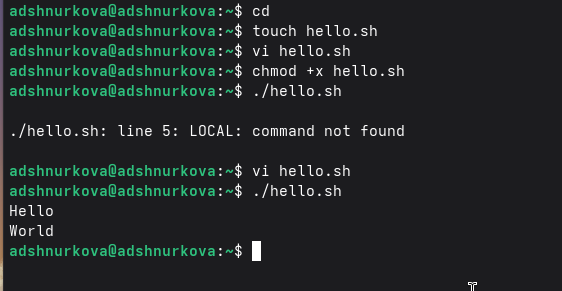 adshnurkova@adshnurkova:~$ cd
adshnurkova@adshnurkova:~$ touch hello.sh
adshnurkova@adshnurkova:~$ vi hello.sh
adshnurkova@adshnurkova:~$ chmod +x hello.sh
adshnurkova@adshnurkova:~$ ./hello.sh
./hello.sh: line 5: LOCAL: command not found
adshnurkova@adshnurkova:~$ vi hello.sh
adshnurkova@adshnurkova:~$ ./hello.sh
Hello
World
adshnurkova@adshnurkova:~$